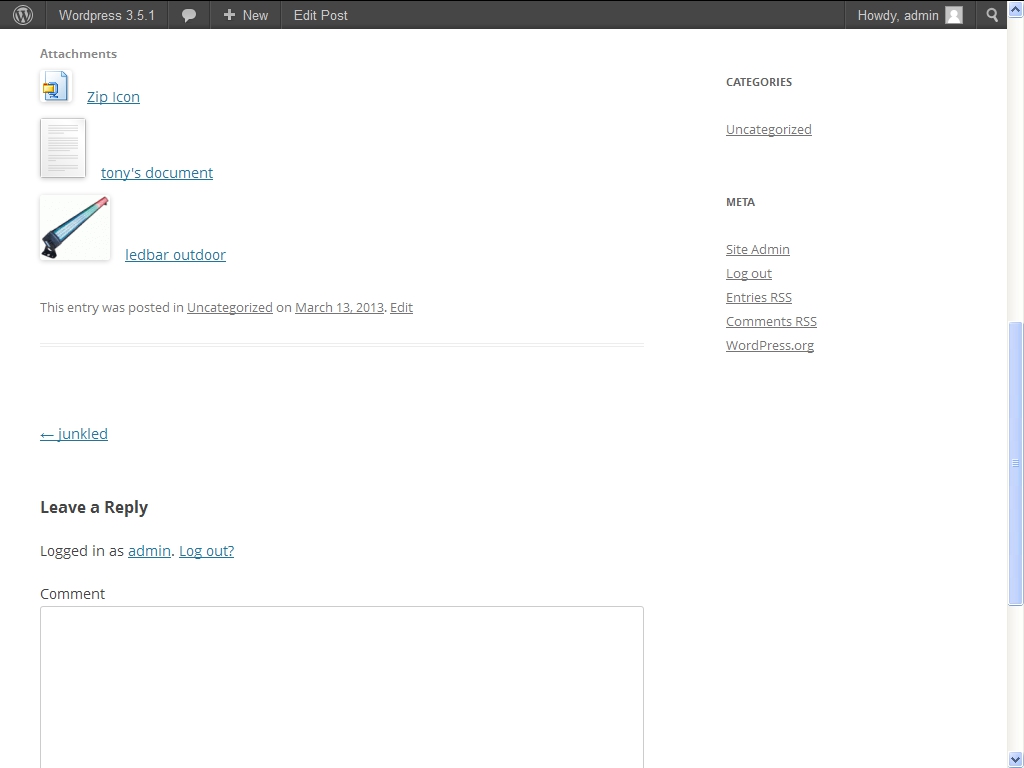 Wordpress 3.5.1 New Edit Post Howdy, admin
Attachments
Zip Icon
tony's document
ledbar outdoor
This entry was posted in Uncategorized on March 13, 2013. Edit
← junkled
Leave a Reply
Logged in as admin. Log out?
Comment
CATEGORIES
Uncategorized
META
Site Admin
Log out
Entries RSS
Comments RSS
WordPress.org